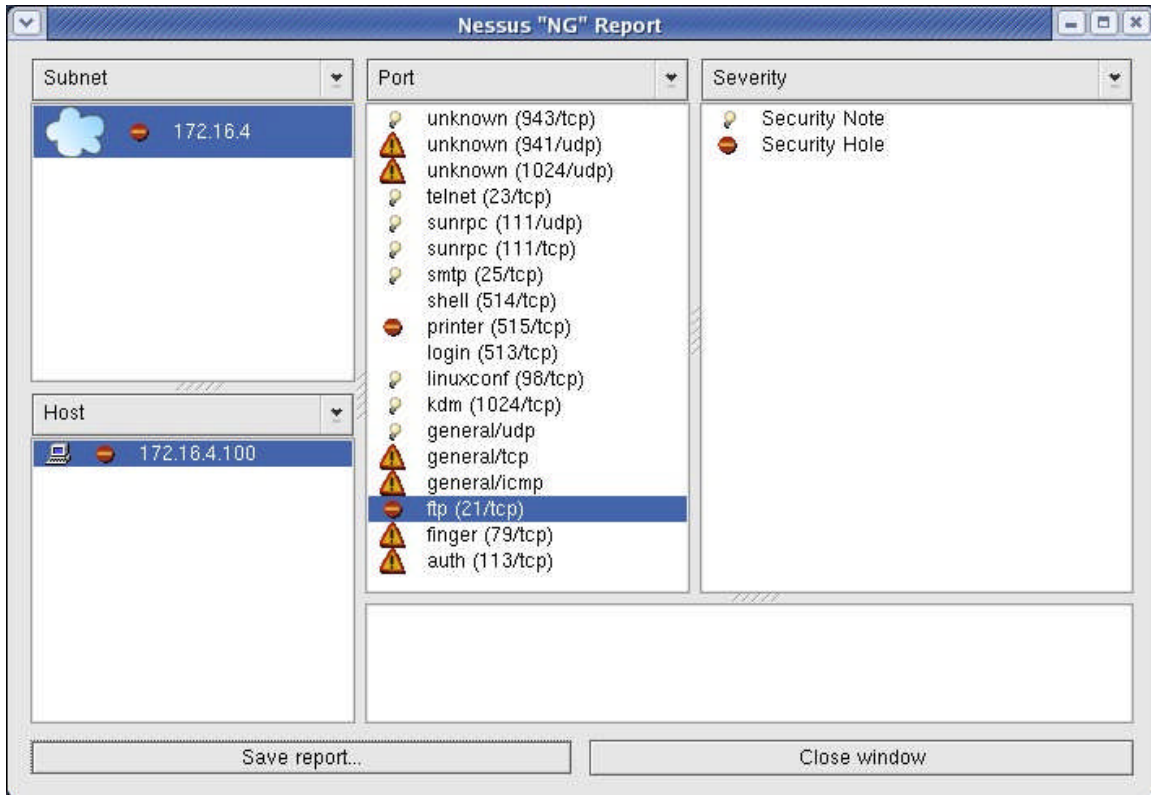 Nessus "NG" Report
Subnet
172.16.4
Host
172.16.4.100
Port
unknown (943/tcp)
unknown (941/udp)
unknown (1024/udp)
telnet (23/tcp)
sunrpc (111/udp)
sunrpc (111/tcp)
smtp (25/tcp)
shell (514/tcp)
printer (515/tcp)
login (513/tcp)
linuxconf (98/tcp)
kdm (1024/tcp)
general/udp
general/tcp
general/icmp
ftp (21/tcp)
finger (79/tcp)
auth (113/tcp)
Severity
Security Note
Security Hole
Save report...
Close window